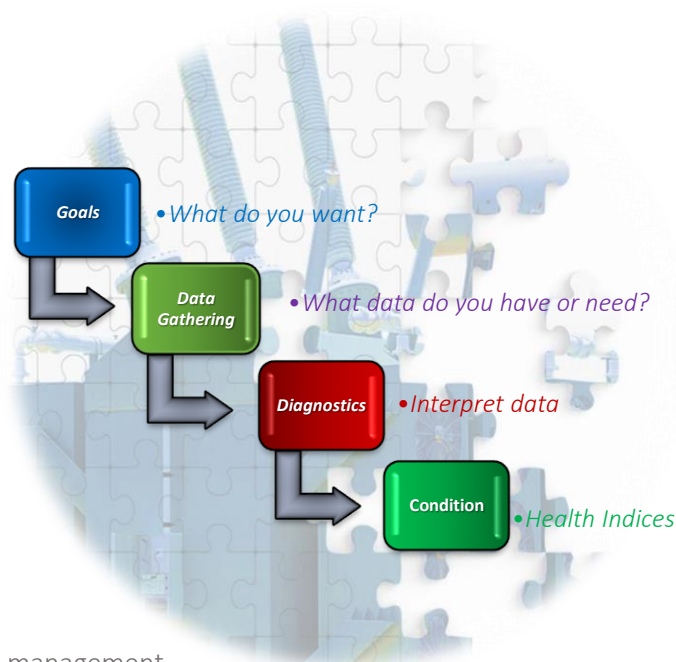 Goals
•What do you want?
Data
Gathering
•What data do you have or need?
Diagnostics
•Interpret data
Condition
•Health Indices
management